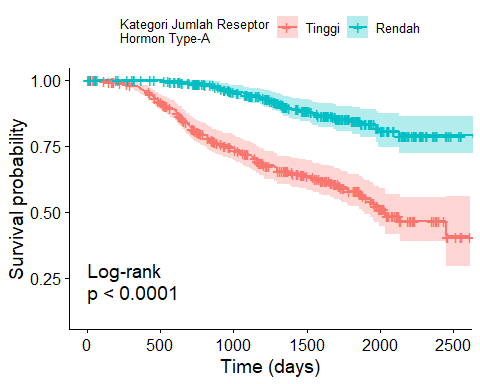 Kategori Jumlah Reseptor
Hormon Type-A
Tinggi
Rendah
Survival probability
1.00
0.75
0.50
0.25
Log-rank
p < 0.0001
0
500
1000
1500
2000
2500
Time (days)